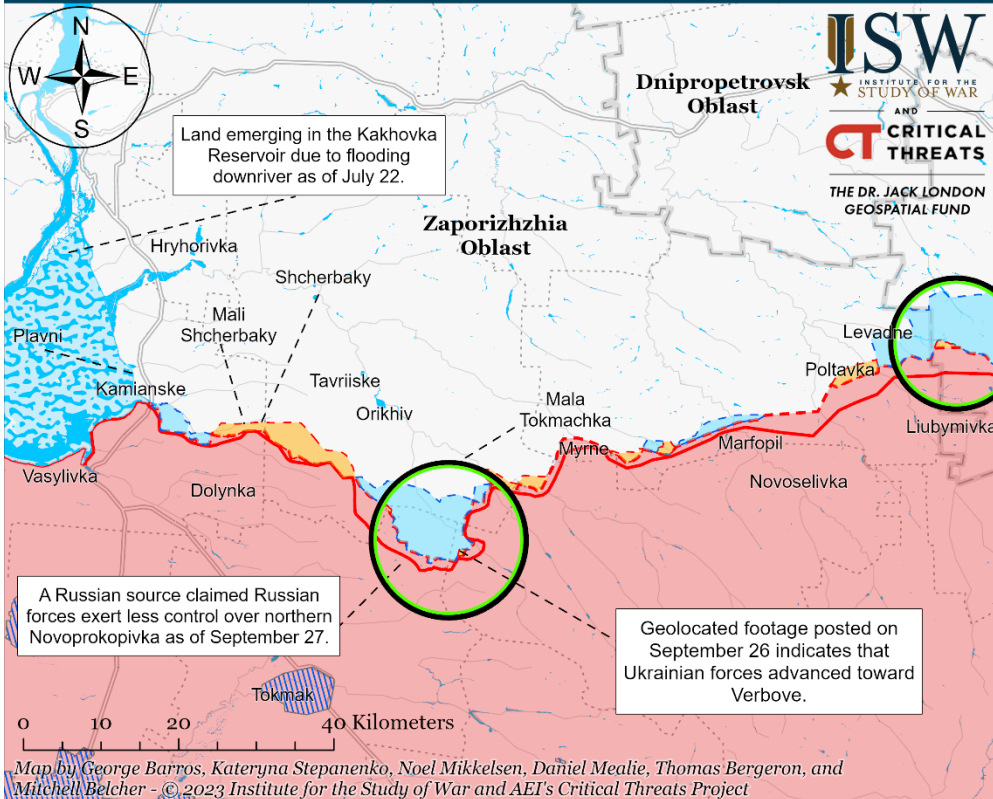 N
W
E
S
ISW
INSTITUTE FOR THE
STUDY OF WAR
AND
CT CRITICAL
THREATS
THE DR. JACK LONDON
GEOSPATIAL FUND
Dnipropetrovsk
Oblast
Land emerging in the Kakhovka
Reservoir due to flooding
downriver as of July 22.
Zaporizhzhia
Oblast
Hryhorivka
Shcherbaky
Mali
Shcherbaky
Plavni
Kamianske
Tavriiske
Orikhiv
Mala
Tokmachka
Levadne
Poltavka
Liubymivka
Myrne
Marfopil
Vasylivka
Dolynka
Novoselivka
A Russian source claimed Russian
forces exert less control over northern
Novoprokopivka as of September 27.
Geolocated footage posted on
September 26 indicates that
Ukrainian forces advanced toward
Verbove.
Tokmak
0 10 20 40 Kilometers
Map by George Barros, Kateryna Stepanenko, Noel Mikkelsen, Daniel Mealie, Thomas Bergeron, and
Mitchell Belcher - © 2023 Institute for the Study of War and AEI's Critical Threats Project